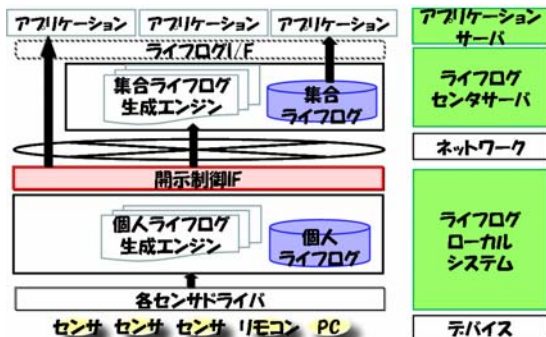 アプリケーション アプリケーション アプリケーション
ライフログI/F
集合ライフログ
生成エンジン
集合
ライフログ
開示制御IF
個人ライフログ
生成エンジン
個人
ライフログ
各センサドライバ
センサ センサ センサ リモコン PC
アプリケーション
サーバ
ライフログ
センタサーバ
ネットワーク
ライフログ
ローカル
システム
デバイス